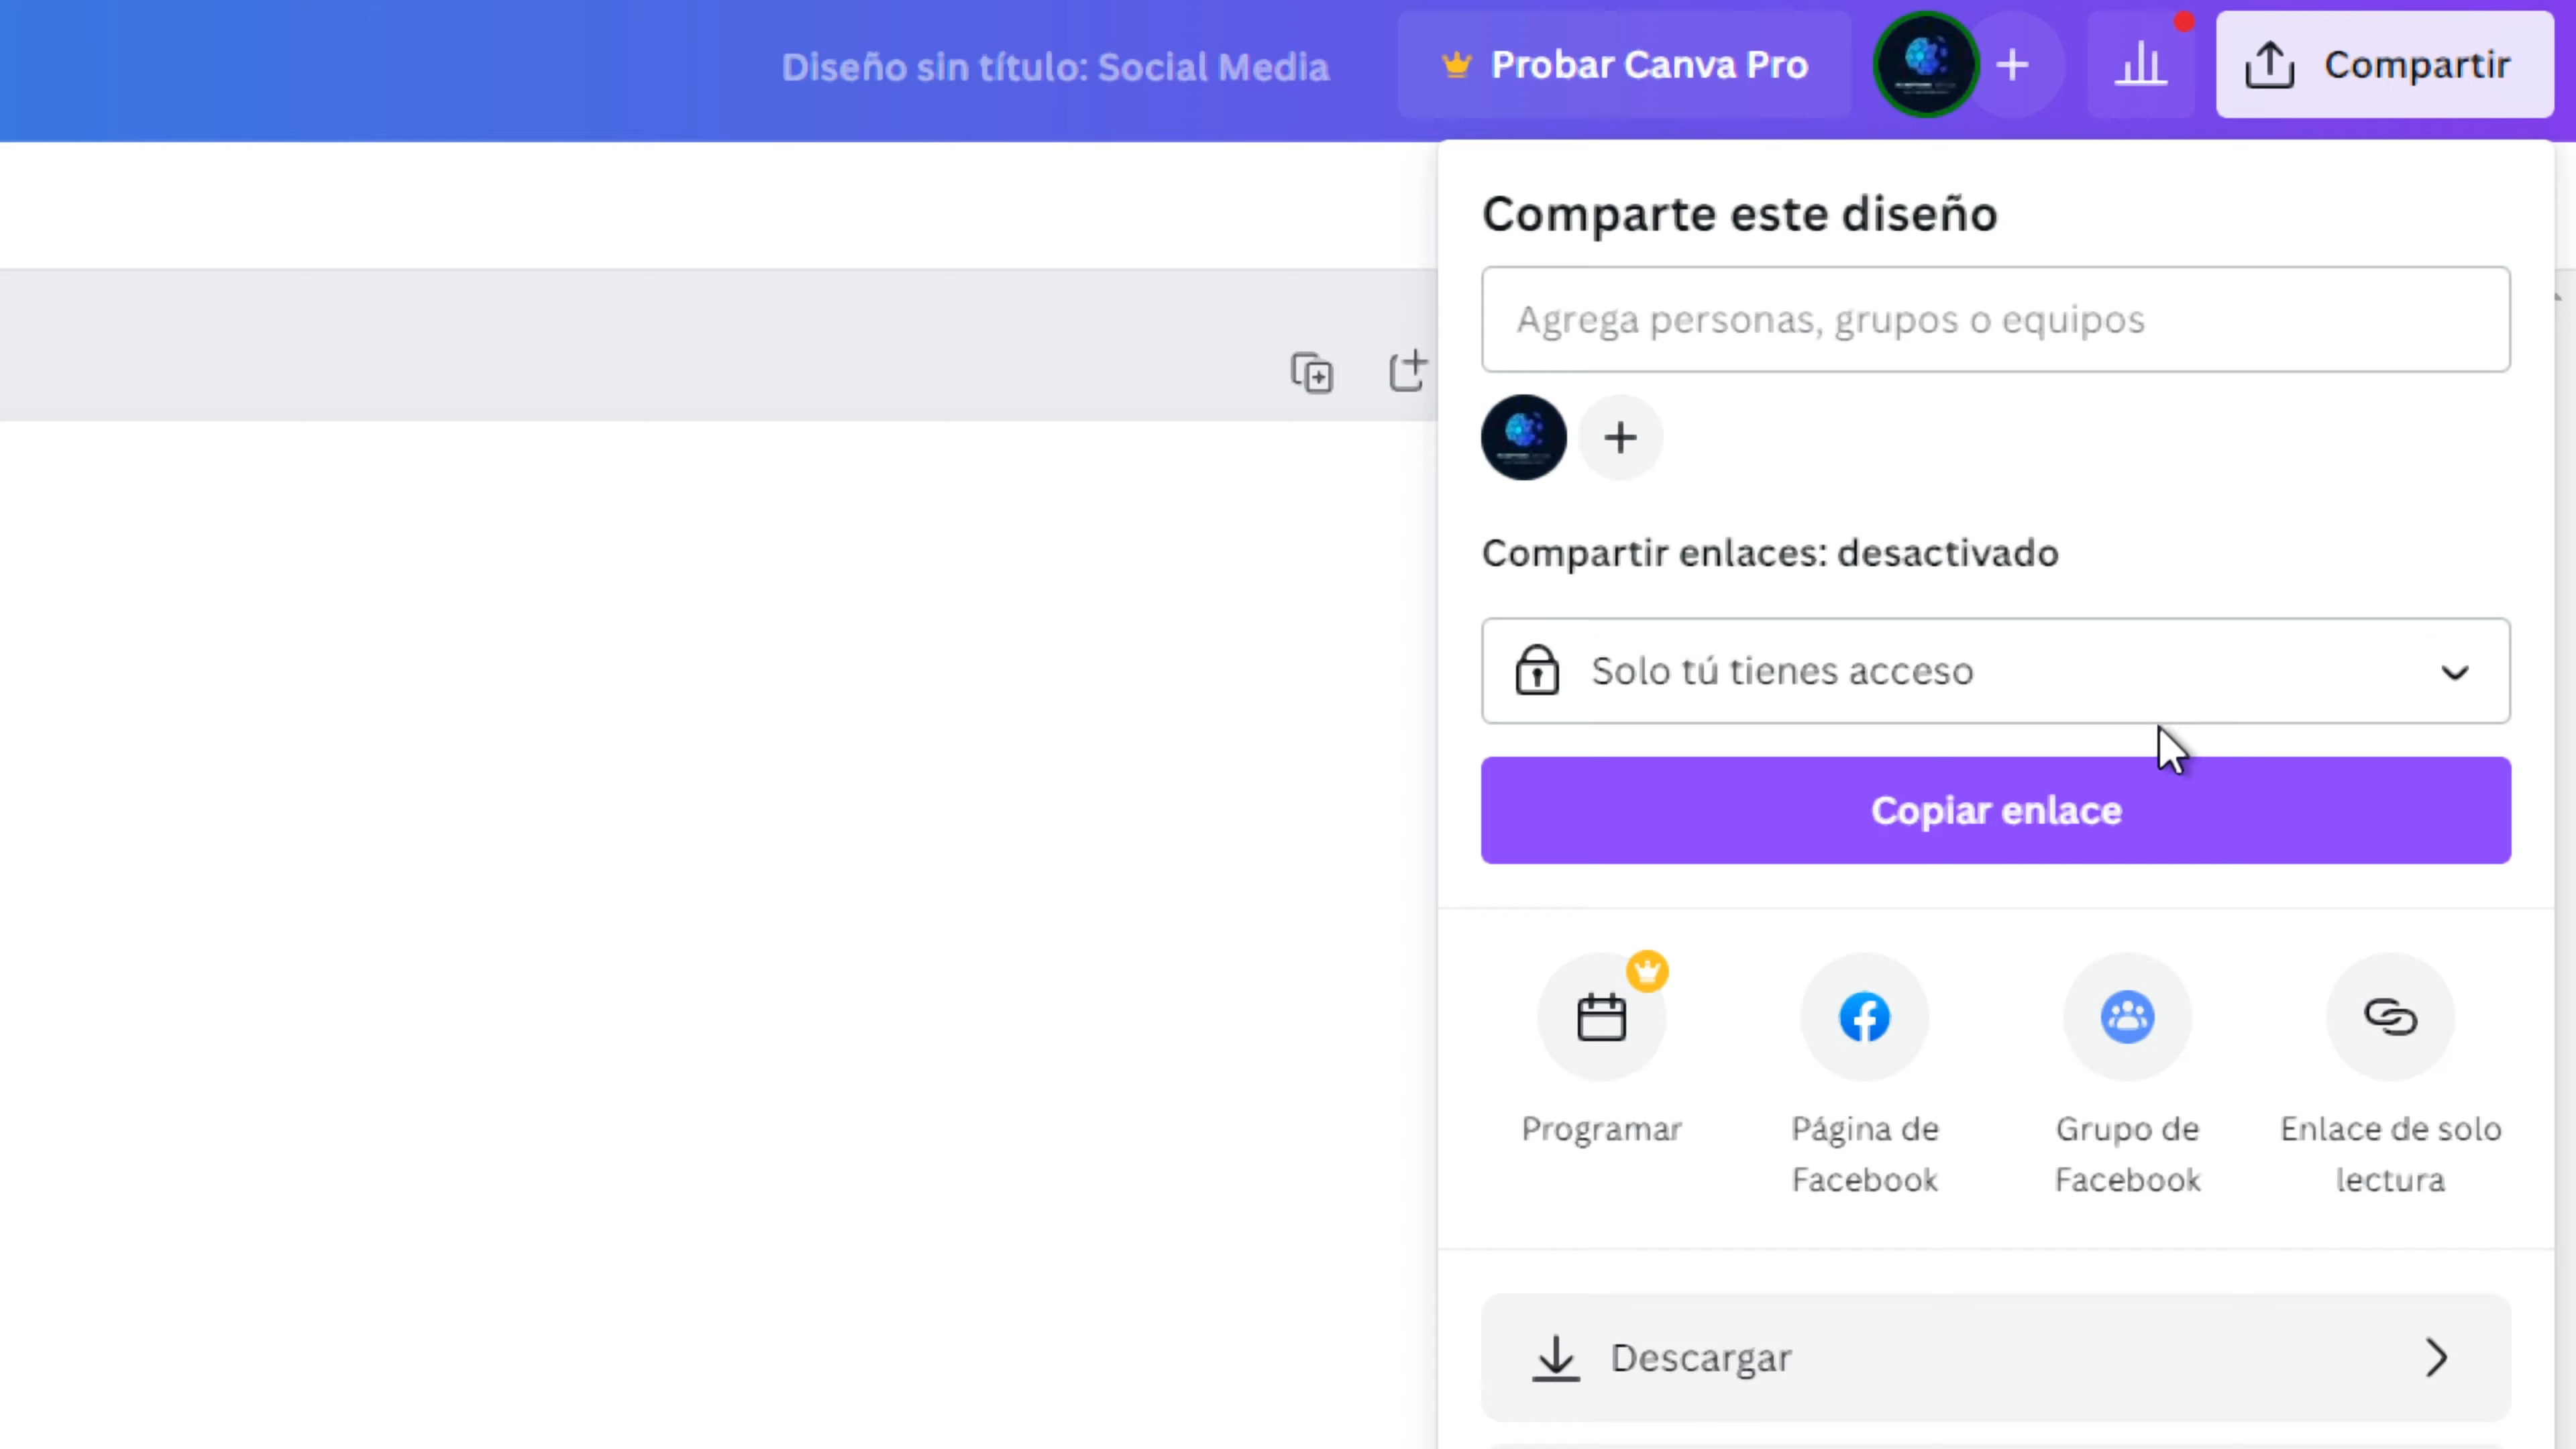 Diseño sin título: Social Media
Probar Canva Pro
Compartir
Comparte este diseño
Agrega personas, grupos o equipos
Compartir enlaces: desactivado
Solo tú tienes acceso
Copiar enlace
Programar
Página de
Facebook
Grupo de
Facebook
Enlace de solo
lectura
Descargar